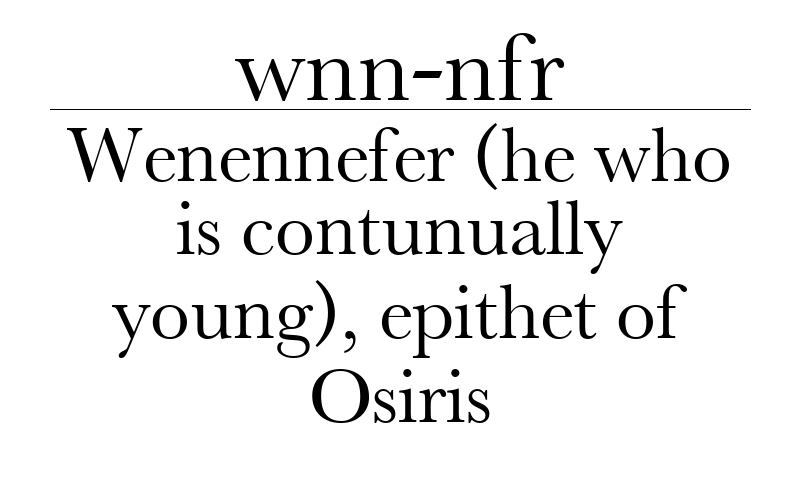 wnn-nfr
Wenennefer (he who
is contunually
young), epithet of
Osiris